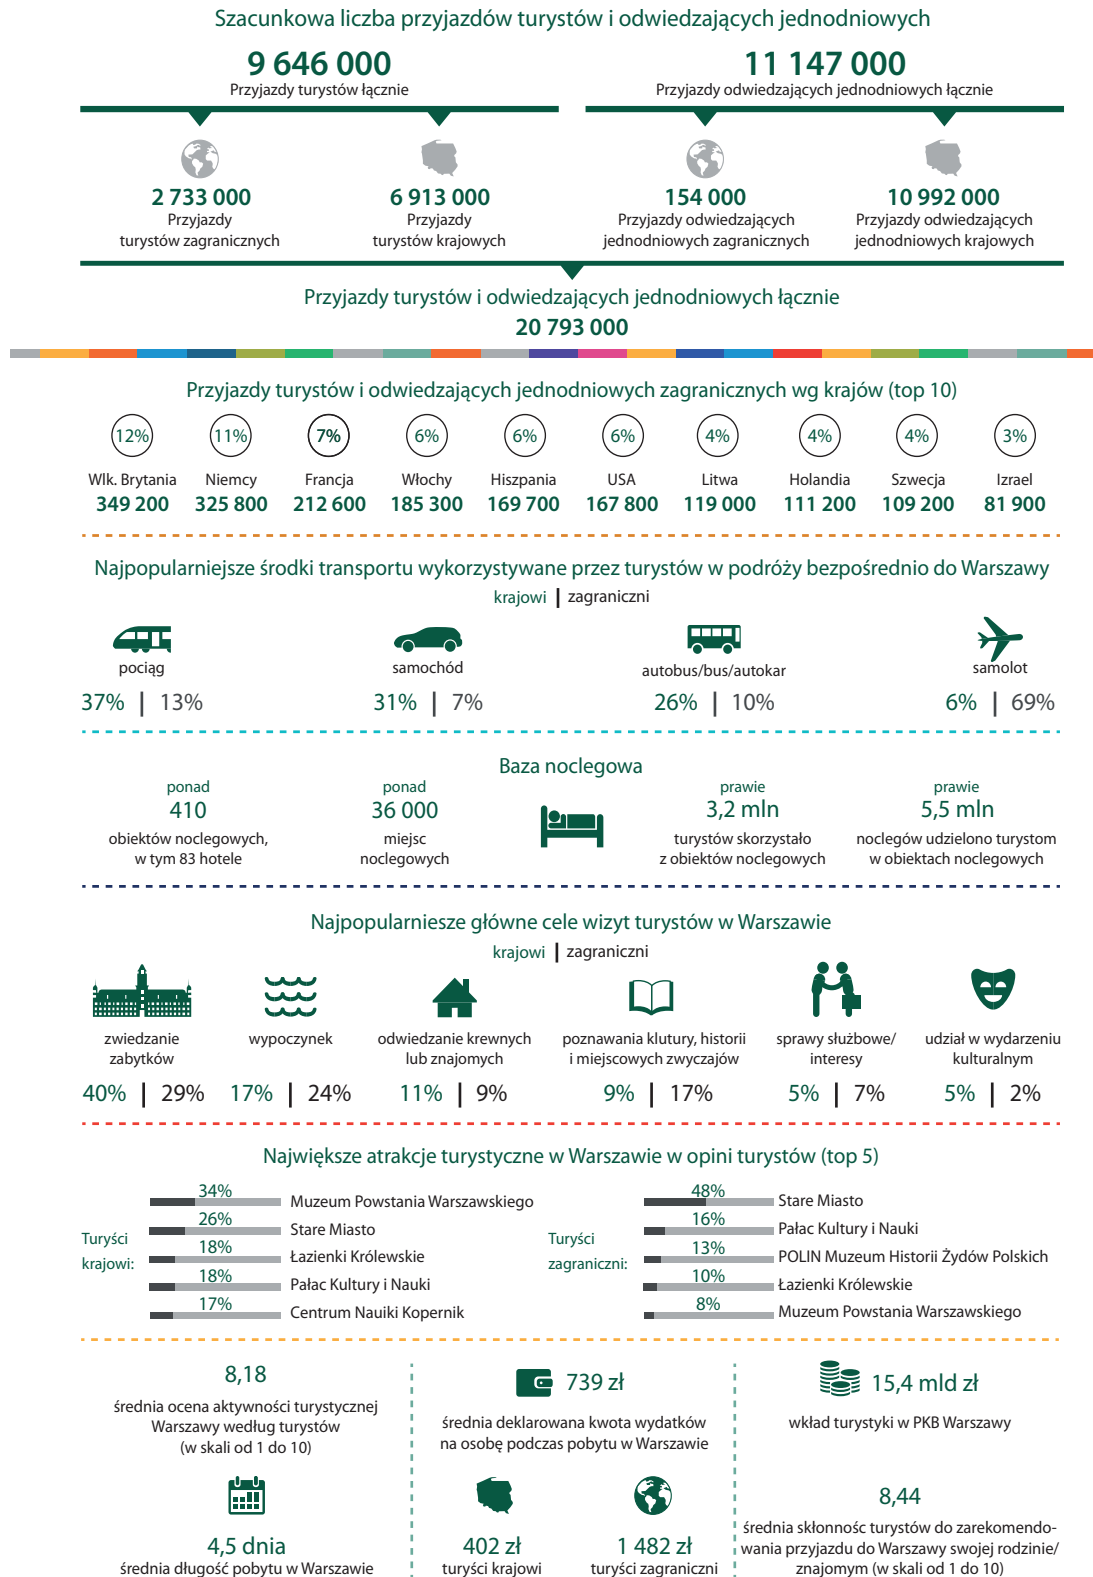 Szacunkowa liczba przyjazdów turystów i odwiedzających jednodniowych
9 646 000
Przyjazdy turystów łącznie
11 147 000
Przyjazdy odwiedzających jednodniowych łącznie
2 733 000
Przyjazdy
turystów zagranicznych
6 913 000
Przyjazdy
turystów krajowych
154 000
Przyjazdy odwiedzających
jednodniowych zagranicznych
10 992 000
Przyjazdy odwiedzających
jednodniowych krajowych
Przyjazdy turystów i odwiedzających jednodniowych łącznie
20 793 000
Przyjazdy turystów i odwiedzających jednodniowych zagranicznych wg krajów (top 10)
12% 11% 7% 6% 6% 6% 4% 4% 4% 3%
Wlk. Brytania Niemcy Francja Włochy Hiszpania USA Litwa Holandia Szwecja Izrael
349 200 325 800 212 600 185 300 169 700 167 800 119 000 111 200 109 200 81 900
Najpopularniejsze środki transportu wykorzystywane przez turystów w podróży bezpośrednio do Warszawy
krajowi | zagraniczni
pociąg
37% | 13%
samochód
31% | 7%
autobus/bus/autokar
26% | 10%
samolot
6% | 69%
Baza noclegowa
ponad
410
obiektów noclegowych,
w tym 83 hotele
ponad
36 000
miejsc
noclegowych
prawie
3,2 mln
turystów skorzystało
z obiektów noclegowych
prawie
5,5 mln
noclegów udzielono turystom
w obiektach noclegowych
Najpopularniesze główne cele wizyt turystów w Warszawie
krajowi | zagraniczni
zwiedzanie
zabytków
40% | 29%
wypoczynek
17% | 24%
odwiedzanie krewnych
lub znajomych
11% | 9%
poznawania klutury, historii
i miejscowych zwyczajów
9% | 17%
sprawy służbowe/
interesy
5% | 7%
udział w wydarzeniu
kulturalnym
5% | 2%
Największe atrakcje turystyczne w Warszawie w opinii turystów (top 5)
Turyści
krajowi:
34% Muzeum Powstania Warszawskiego
26% Stare Miasto
18% Łazienki Królewskie
18% Pałac Kultury i Nauki
17% Centrum Nauiki Kopernik
Turyści
zagraniczni:
48% Stare Miasto
16% Pałac Kultury i Nauki
13% POLIN Muzeum Historii Żydów Polskich
10% Łazienki Królewskie
8% Muzeum Powstania Warszawskiego
8,18
średnia ocena aktywności turystycznej
Warszawy według turystów
(w skali od 1 do 10)
4,5 dnia
średnia długość pobytu w Warszawie
739 zł
średnia deklarowana kwota wydatków
na osobę podczas pobytu w Warszawie
402 zł
turyści krajowi
1 482 zł
turyści zagraniczni
15,4 mld zł
wkład turystyki w PKB Warszawy
8,44
średnia skłonnośc turystów do zarekomendo-
wania przyjazdu do Warszawy swojej rodzinie/
znajomym (w skali od 1 do 10)